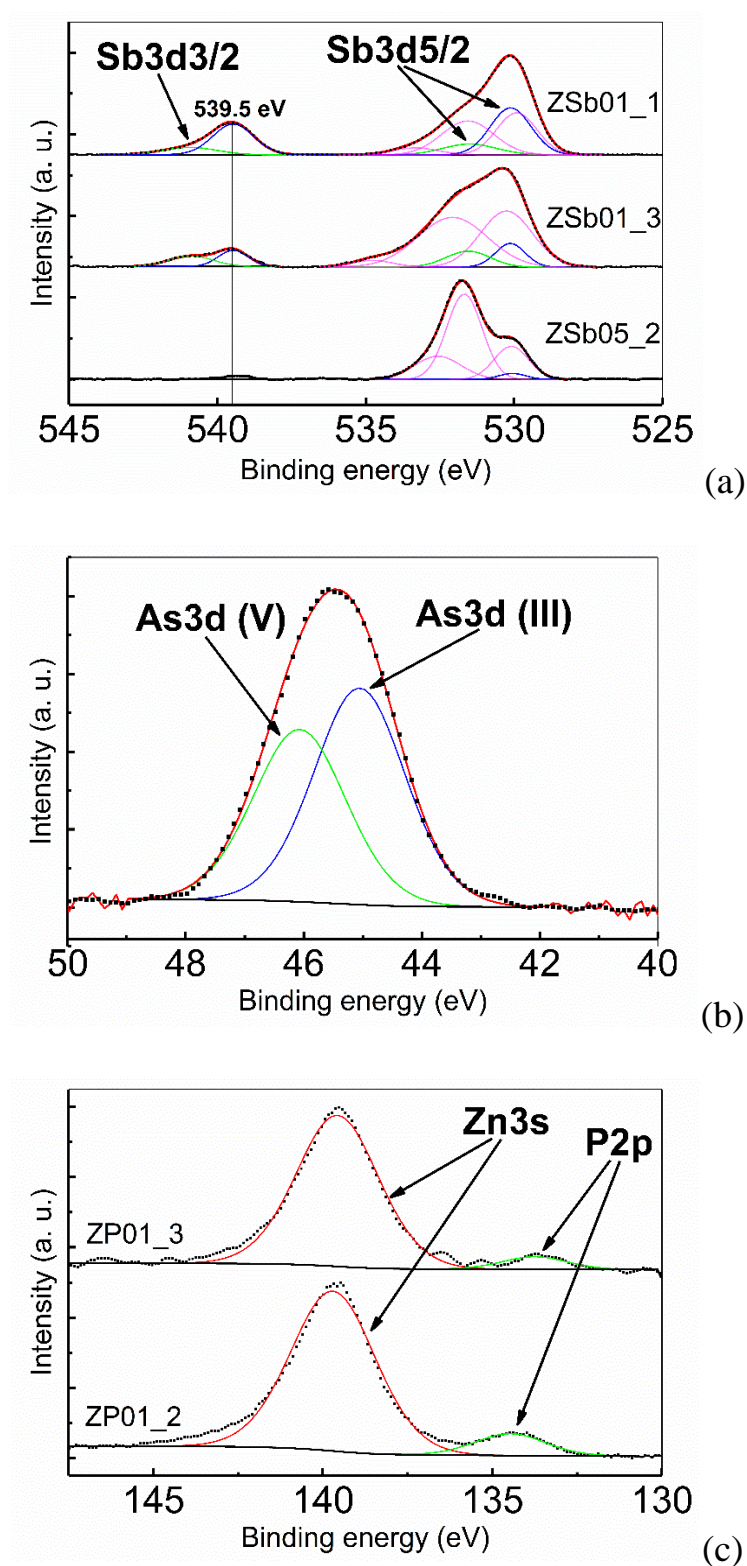 Sb3d3/2
Sb3d5/2
539.5 eV
ZSb01_1
ZSb01_3
ZSb05_2
Intensity (a. u.)
545 540 535 530 525
Binding energy (eV)
(a)
As3d (V)
As3d (III)
Intensity (a. u.)
50 48 46 44 42 40
Binding energy (eV)
(b)
Zn3s
P2p
ZP01_3
ZP01_2
Intensity (a. u.)
145 140 135 130
Binding energy (eV)
(c)